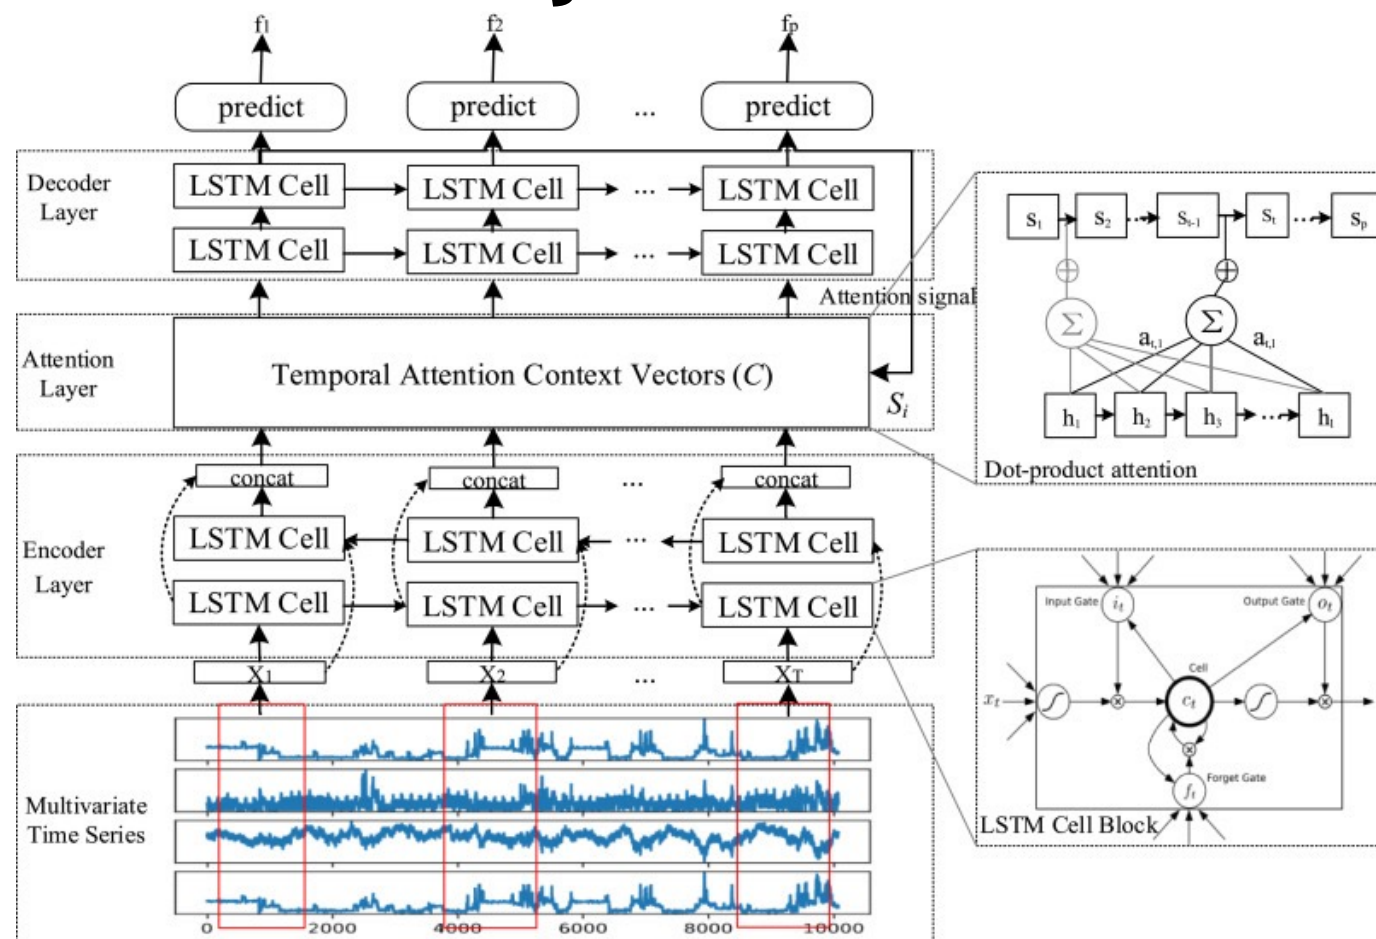 f1 f2 fp
predict predict ... predict
Decoder
Layer
LSTM Cell LSTM Cell ... LSTM Cell
LSTM Cell LSTM Cell ... LSTM Cell
Attention signal
Attention
Layer
Temporal Attention Context Vectors (C)
Si
concat concat ... concat
Encoder
Layer
LSTM Cell LSTM Cell ... LSTM Cell
LSTM Cell LSTM Cell ... LSTM Cell
X1 X2 ... XT
Multivariate
Time Series
0 2000 4000 6000 8000 10000
S1 S2 ... St-1 St ... Sp
Σ Σ
at,1 at,1
h1 h2 h3 ... hl
Dot-product attention
Input Gate it Output Gate ot
Cell
xt ct
Forget Gate
ft
LSTM Cell Block